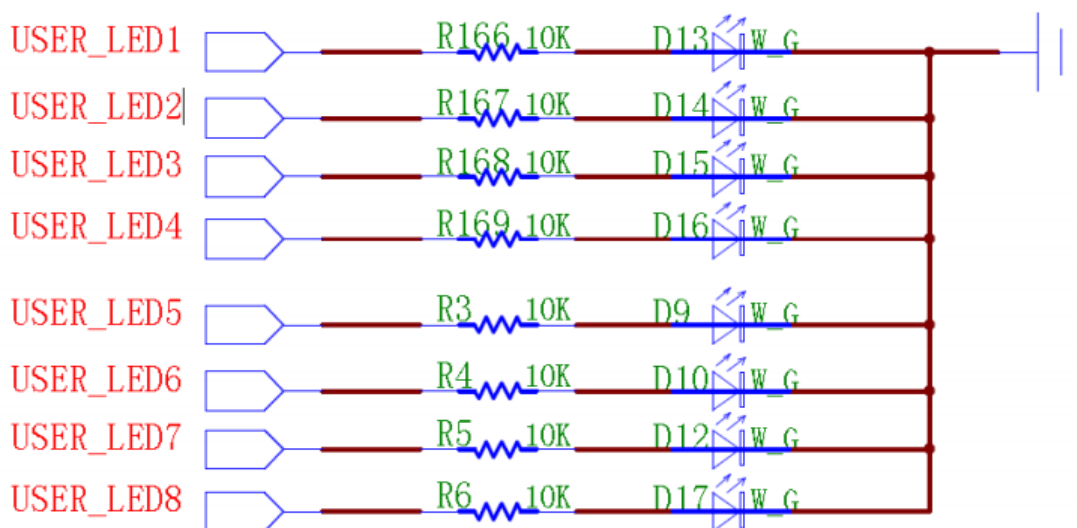 USER_LED1 R166 10K D13 W_G
USER_LED2 R167 10K D14 W_G
USER_LED3 R168 10K D15 W_G
USER_LED4 R169 10K D16 W_G
USER_LED5 R3 10K D9 W_G
USER_LED6 R4 10K D10 W_G
USER_LED7 R5 10K D12 W_G
USER_LED8 R6 10K D17 W_G